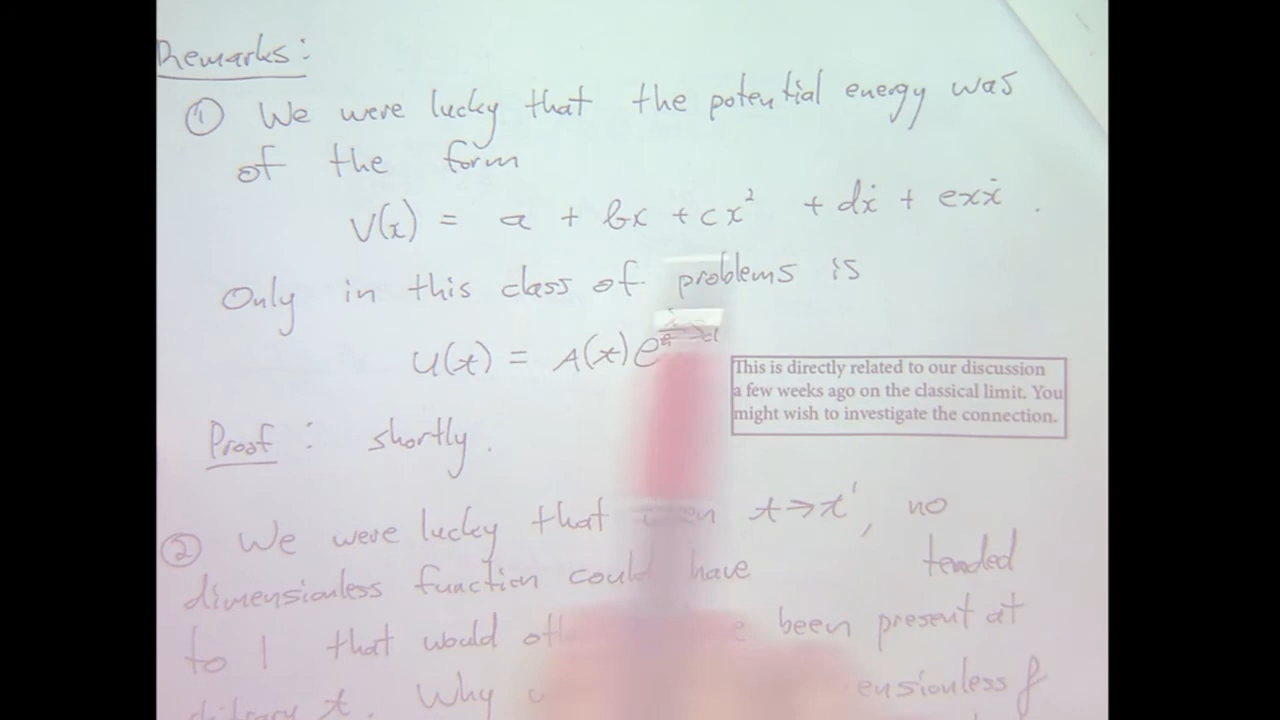 Remarks:
① We were lucky that the potential energy was
of the form
V(x) = a + bx + cx² + dẋ + exẋ .
Only in this class of problems is
U(t) = A(t)e
This is directly related to our discussion
a few weeks ago on the classical limit. You
might wish to investigate the connection.
Proof : shortly.
② We were lucky that t→t', no
dimensionless function could have tended
to 1 that would been present at
t. Why